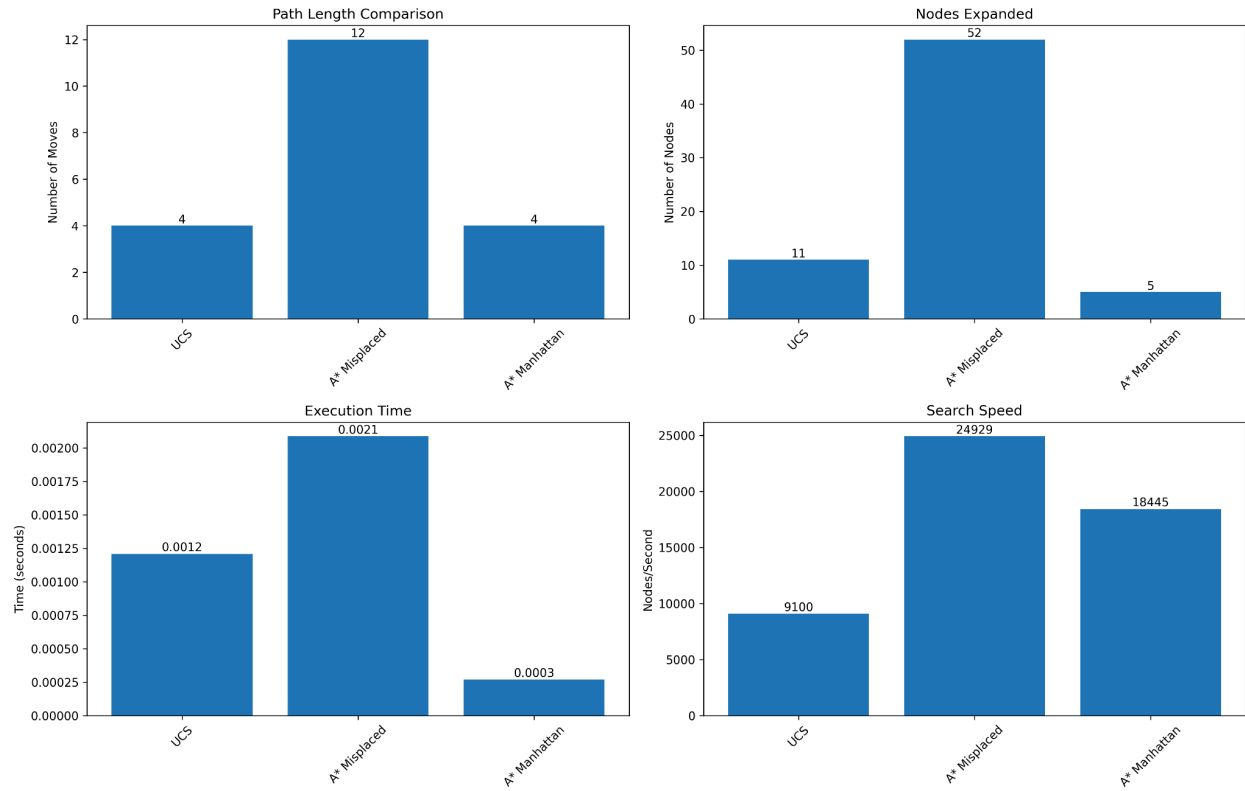 Path Length Comparison
Number of Moves
12
10
8
6
4
2
0
4
12
4
UCS
A* Misplaced
A* Manhattan
Nodes Expanded
Number of Nodes
50
40
30
20
10
0
11
52
5
UCS
A* Misplaced
A* Manhattan
Execution Time
Time (seconds)
0.00200
0.00175
0.00150
0.00125
0.00100
0.00075
0.00050
0.00025
0.00000
0.0012
0.0021
0.0003
UCS
A* Misplaced
A* Manhattan
Search Speed
Nodes/Second
25000
20000
15000
10000
5000
0
9100
24929
18445
UCS
A* Misplaced
A* Manhattan